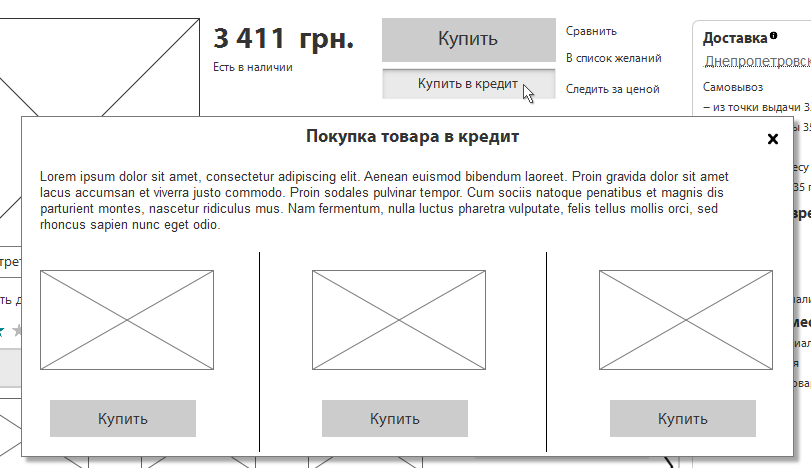 3 411 грн.
Есть в наличии
Купить
Купить в кредит
Сравнить
В список желаний
Следить за ценой
Доставка
Днепропетровск
Самовывоз
– из точки выдачи 3
35
35
Покупка товара в кредит
Lorem ipsum dolor sit amet, consectetur adipiscing elit. Aenean euismod bibendum laoreet. Proin gravida dolor sit amet
lacus accumsan et viverra justo commodo. Proin sodales pulvinar tempor. Cum sociis natoque penatibus et magnis dis
parturient montes, nascetur ridiculus mus. Nam fermentum, nulla luctus pharetra vulputate, felis tellus mollis orci, sed
rhoncus sapien nunc eget odio.
Купить
Купить
Купить